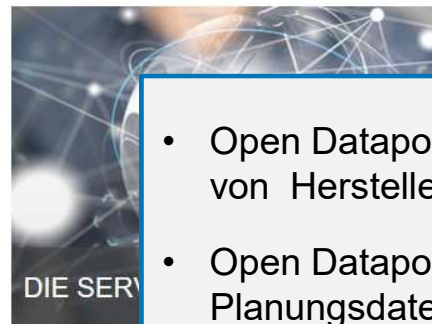 • Open Datapo
von Herstelle
• Open Datapo
Planungsdate
DIE SERV